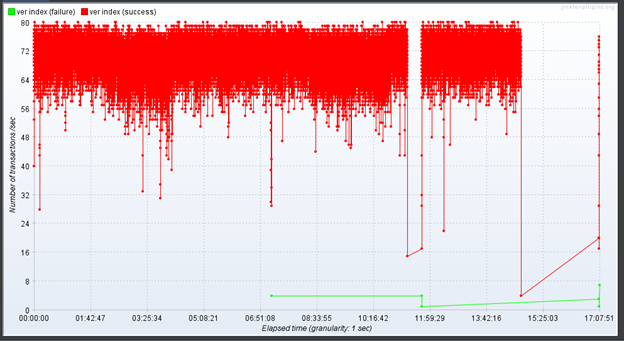 ver index (failure) ver index (success)
jmeter-plugins.org
80
72
64
56
48
40
32
24
16
8
0
Number of transactions /sec
00:00:00 01:42:47 03:25:34 05:08:21 06:51:08 08:33:55 10:16:42 11:59:29 13:42:16 15:25:03 17:07:51
Elapsed time (granularity: 1 sec)